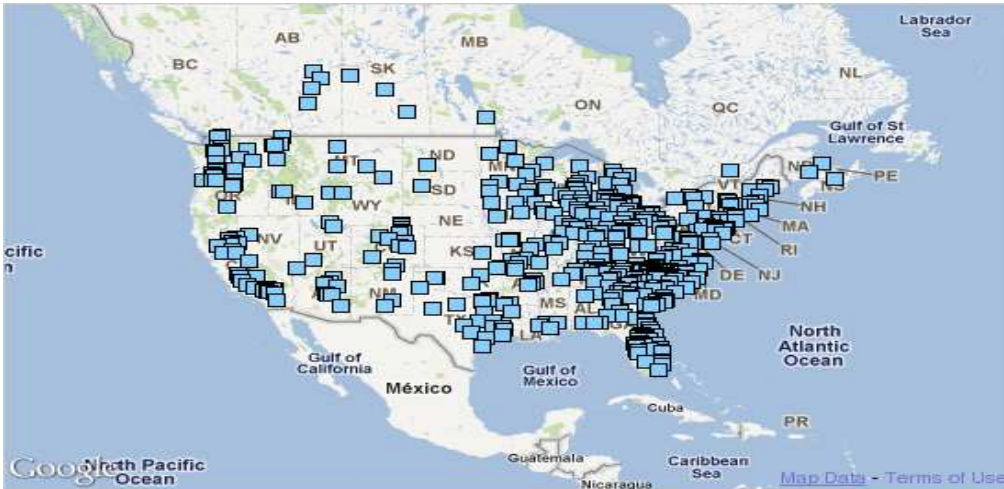 Labrador
Sea
AB
SK
MB
BC
NL
ON
QC
Gulf of St
Lawrence
ND
PE
VT
SD
NH
WY
OR
MA
NE
NV
CT
RI
UT
KS
NJ
DE
MD
NM
MS
AL
LA
North
Atlantic
Ocean
Gulf of
California
Gulf of
Mexico
México
Cuba
PR
Guatemala
Caribbean
Sea
Nicaragua
Google
North Pacific
Ocean
Map Data - Terms of Use